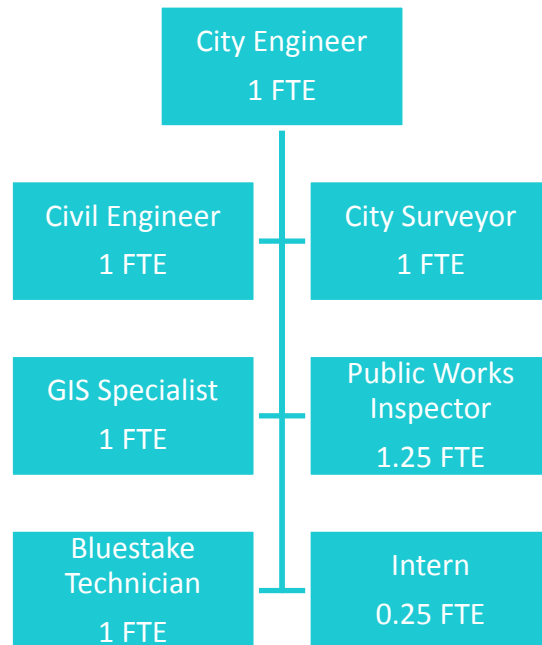 City Engineer
1 FTE
Civil Engineer
1 FTE
City Surveyor
1 FTE
GIS Specialist
1 FTE
Public Works
Inspector
1.25 FTE
Bluestake
Technician
1 FTE
Intern
0.25 FTE